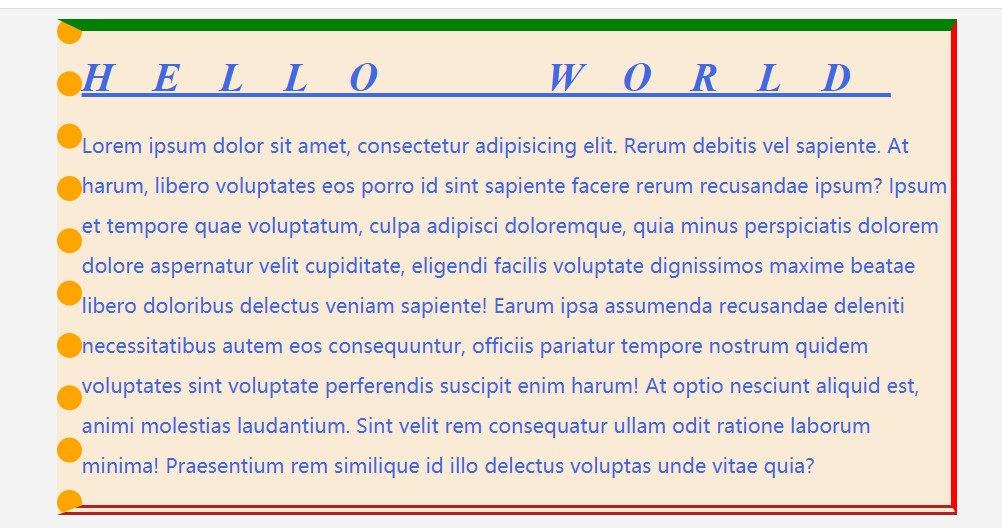 HELLO WORLD
Lorem ipsum dolor sit amet, consectetur adipisicing elit. Rerum debitis vel sapiente. At
harum, libero voluptates eos porro id sint sapiente facere rerum recusandae ipsum? Ipsum
et tempore quae voluptatum, culpa adipisci doloremque, quia minus perspiciatis dolorem
dolore aspernatur velit cupiditate, eligendi facilis voluptate dignissimos maxime beatae
libero doloribus delectus veniam sapiente! Earum ipsa assumenda recusandae deleniti
necessitatibus autem eos consequuntur, officiis pariatur tempore nostrum quidem
voluptates sint voluptate perferendis suscipit enim harum! At optio nesciunt aliquid est,
animi molestias laudantium. Sint velit rem consequatur ullam odit ratione laborum
minima! Praesentium rem similique id illo delectus voluptas unde vitae quia?